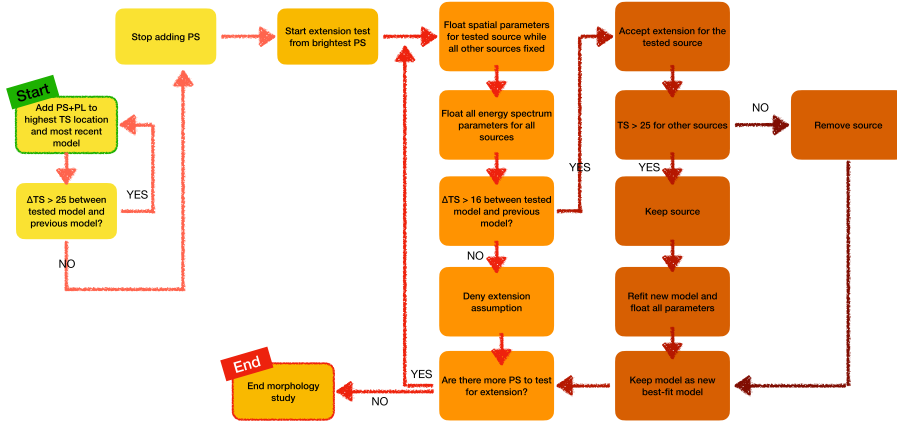 Start
Add PS+PL to
highest TS location
and most recent
model
ΔTS > 25 between
tested model and
previous model?
YES
NO
Stop adding PS
Start extension test
from brightest PS
Float spatial parameters
for tested source while
all other sources fixed
Float all energy spectrum
parameters for all
sources
ΔTS > 16 between tested
model and previous
model?
YES
NO
Deny extension
assumption
Are there more PS to test
for extension?
YES
NO
End
End morphology
study
Accept extension for the
tested source
TS > 25 for other sources
NO
YES
Remove source
Keep source
Refit new model and
float all parameters
Keep model as new
best-fit model